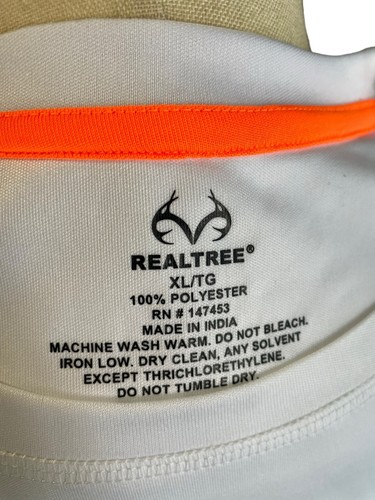 REALTREE®
XL/TG
100% POLYESTER
RN # 147453
MADE IN INDIA
MACHINE WASH WARM. DO NOT BLEACH.
IRON LOW. DRY CLEAN, ANY SOLVENT
EXCEPT THRICHLORETHYLENE.
DO NOT TUMBLE DRY.